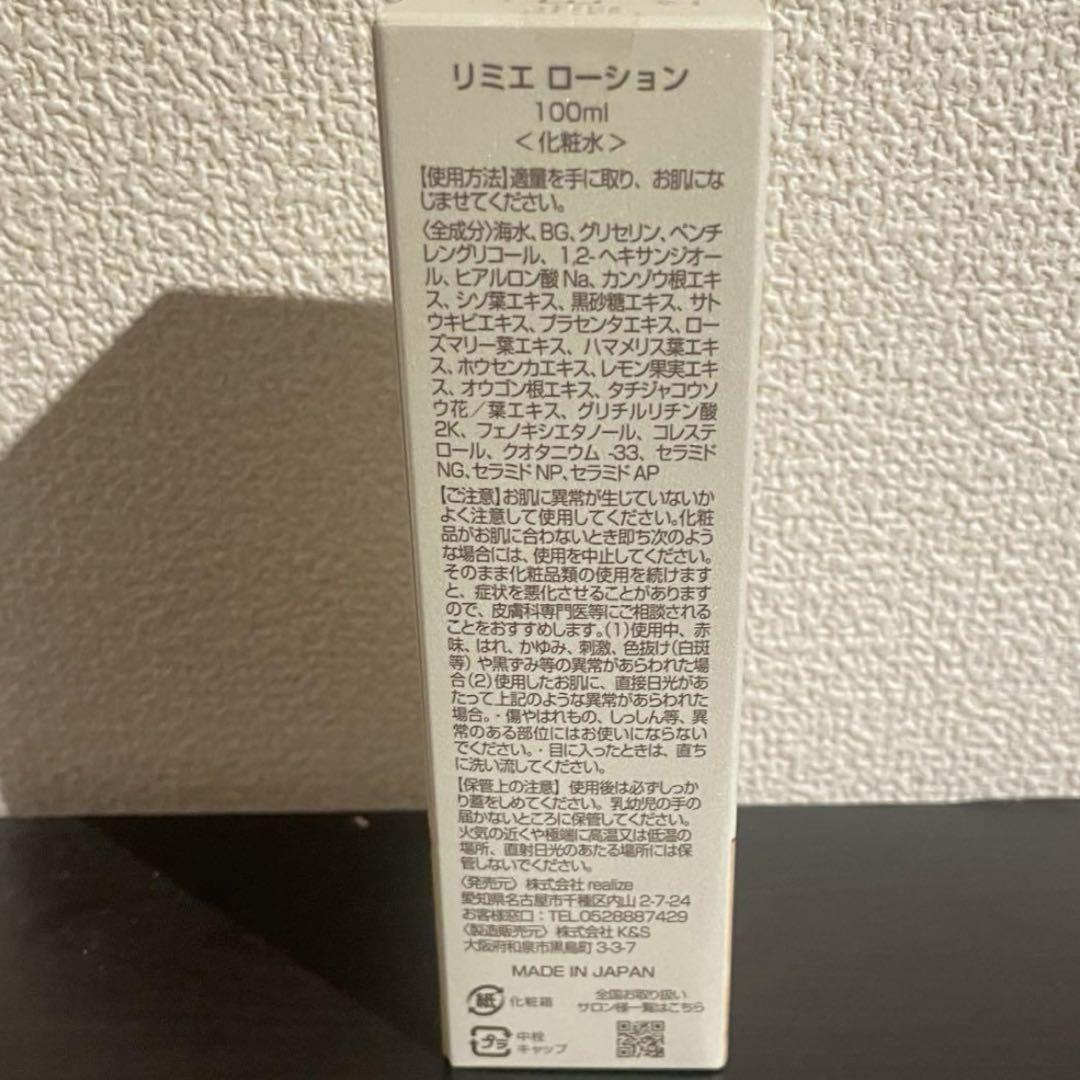 リミエ ローション
100ml
＜化粧水＞
【使用方法】適量を手に取り、お肌にな
じませてください。
〈全成分〉海水、BG、グリセリン、ペンチ
レングリコール、1,2-ヘキサンジオー
ル、ヒアルロン酸Na、カンゾウ根エキ
ス、シソ葉エキス、黒砂糖エキス、サト
ウキビエキス、プラセンタエキス、ロー
ズマリー葉エキス、ハマメリス葉エキ
ス、ホウセンカエキス、レモン果実エキ
ス、オウゴン根エキス、タチジャコウソ
ウ花／葉エキス、グリチルリチン酸
2K、フェノキシエタノール、コレステ
ロール、クオタニウム-33、セラミド
NG、セラミドNP、セラミドAP
【ご注意】お肌に異常が生じていないか
よく注意して使用してください。化粧
品がお肌に合わないとき即ち次のよう
な場合には、使用を中止してください。
そのまま化粧品類の使用を続けます
と、症状を悪化させることがあります
ので、皮膚科専門医等にご相談される
ことをおすすめします。(1)使用中、赤
味、はれ、かゆみ、刺激、色抜け(白斑
等)や黒ずみ等の異常があらわれた場
合(2)使用したお肌に、直接日光があ
たって上記のような異常があらわれた
場合。・傷やはれもの、しっしん等、異
常のある部位にはお使いにならない
でください。・目に入ったときは、直ち
に洗い流してください。
【保管上の注意】使用後は必ずしっか
り蓋をしめてください。乳幼児の手の
届かないところに保管してください。
火気の近くや極端に高温又は低温の
場所、直射日光のあたる場所には保
管しないでください。
〈発売元〉株式会社 realize
愛知県名古屋市千種区内山2-7-24
お客様窓口：TEL.0528887429
〈製造販売元〉株式会社 K&S
大阪府和泉市黒鳥町3-3-7
MADE IN JAPAN
紙 化粧箱
全国お取り扱い
サロン様一覧はこちら
プラ 中栓
キャップ